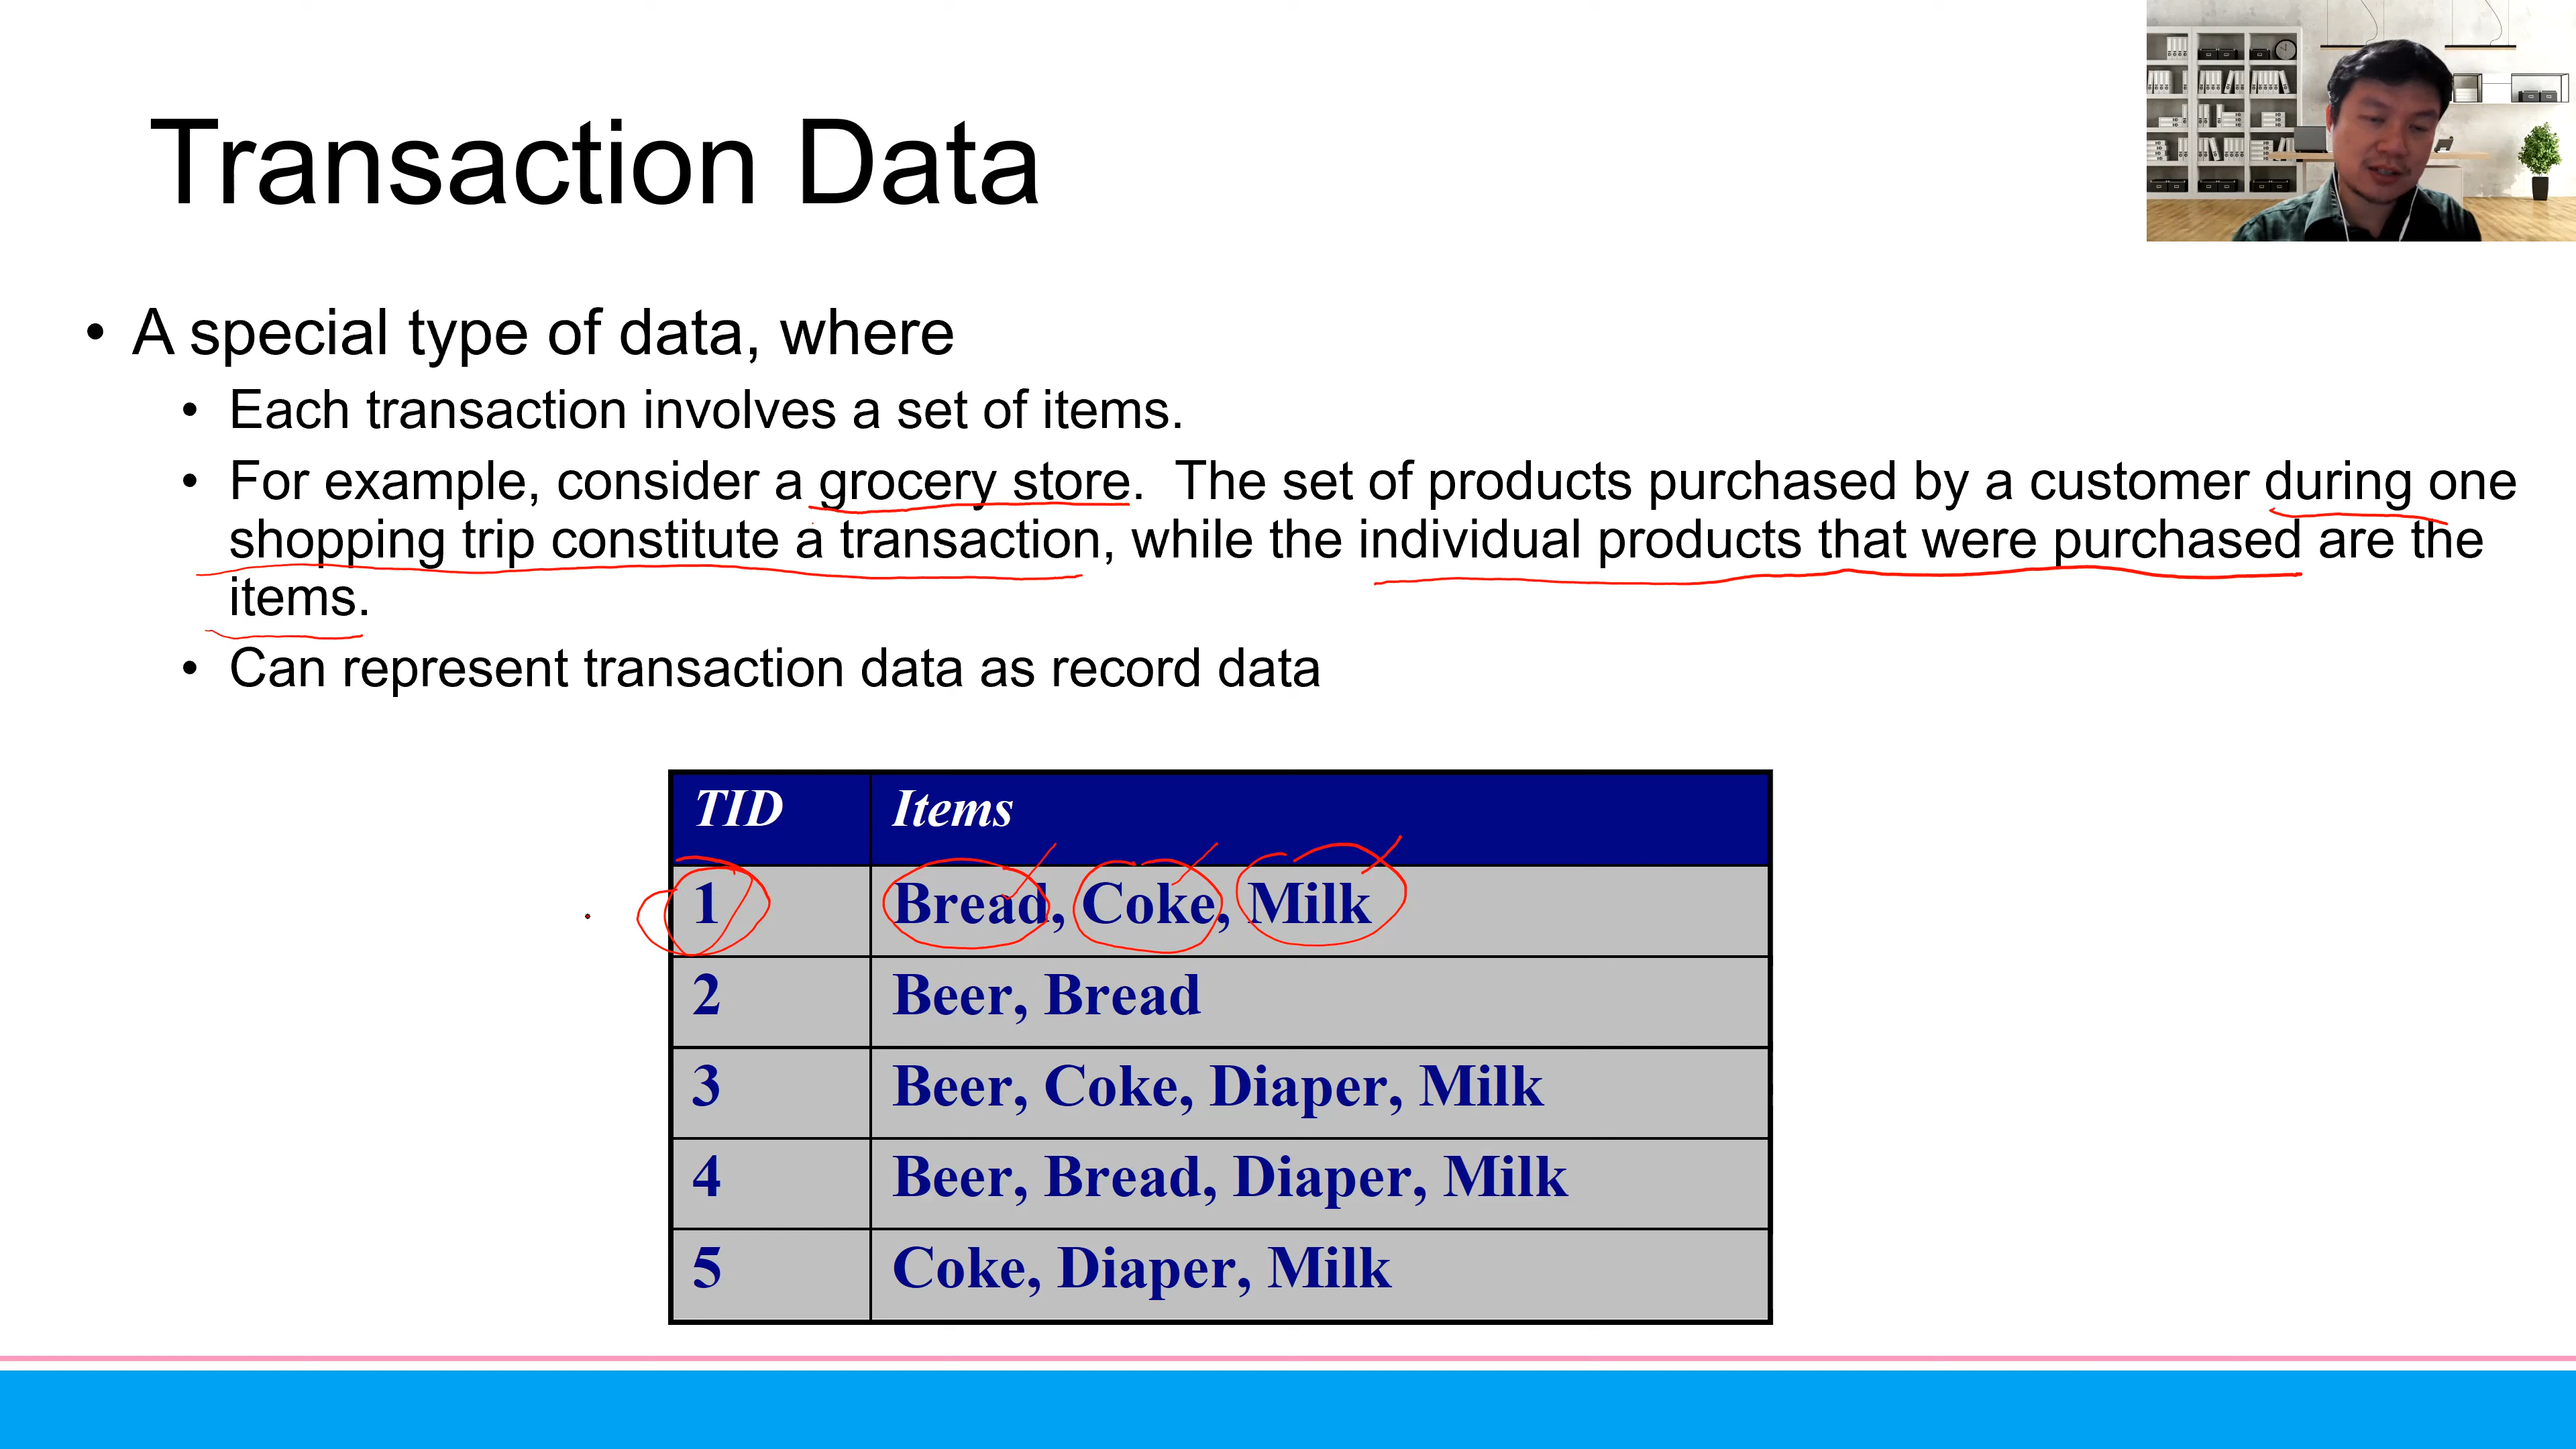 Transaction Data
• A special type of data, where
• Each transaction involves a set of items.
• For example, consider a grocery store.  The set of products purchased by a customer during one
shopping trip constitute a transaction, while the individual products that were purchased are the
items.
• Can represent transaction data as record data
TID Items
1 Bread, Coke, Milk
2 Beer, Bread
3 Beer, Coke, Diaper, Milk
4 Beer, Bread, Diaper, Milk
5 Coke, Diaper, Milk